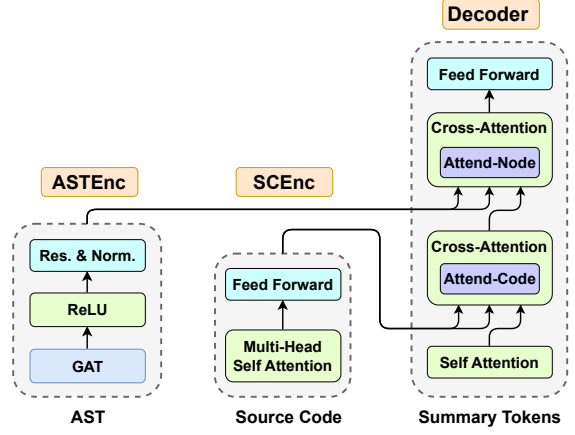 Decoder
Feed Forward
Cross-Attention
Attend-Node
ASTEnc
SCEnc
Res. & Norm.
ReLU
GAT
AST
Feed Forward
Multi-Head
Self Attention
Source Code
Cross-Attention
Attend-Code
Self Attention
Summary Tokens